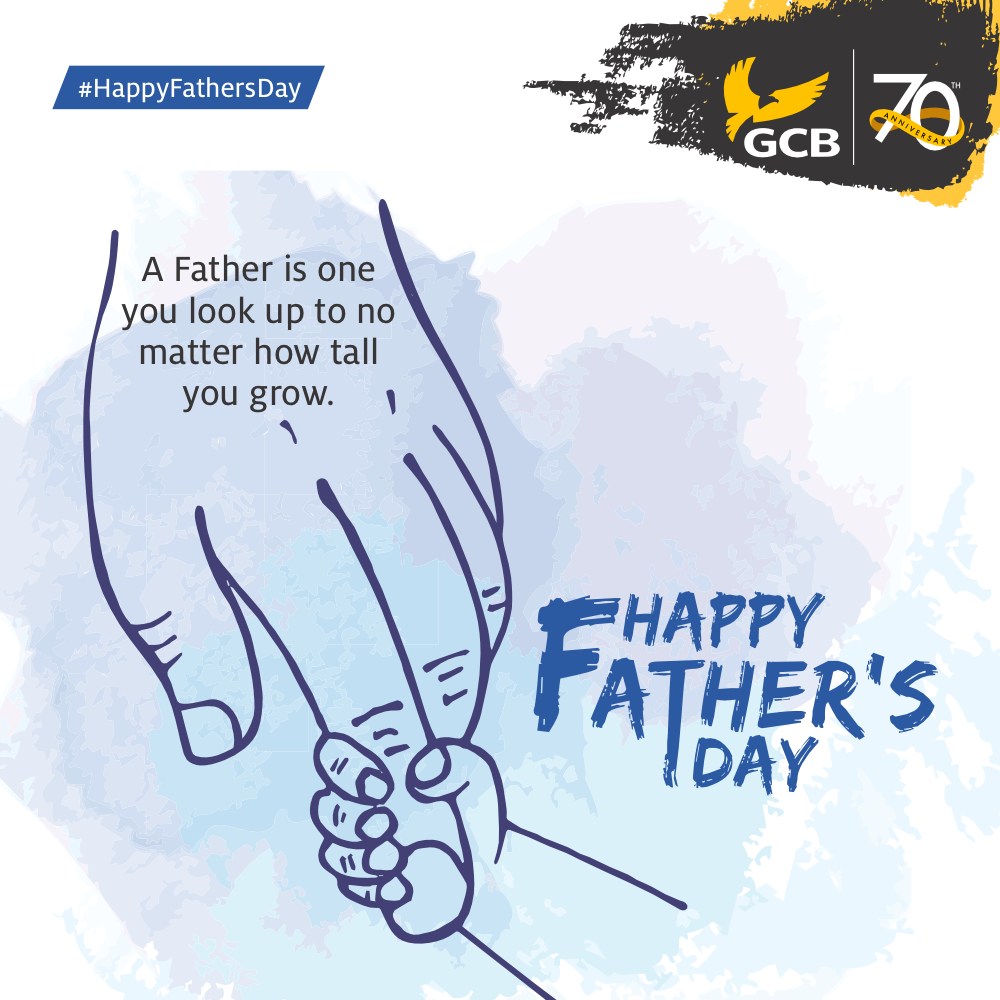 #HappyFathersDay
GCB
70TH
ANNIVERSARY
A Father is one
you look up to no
matter how tall
you grow.
HAPPY
FATHER'S
DAY